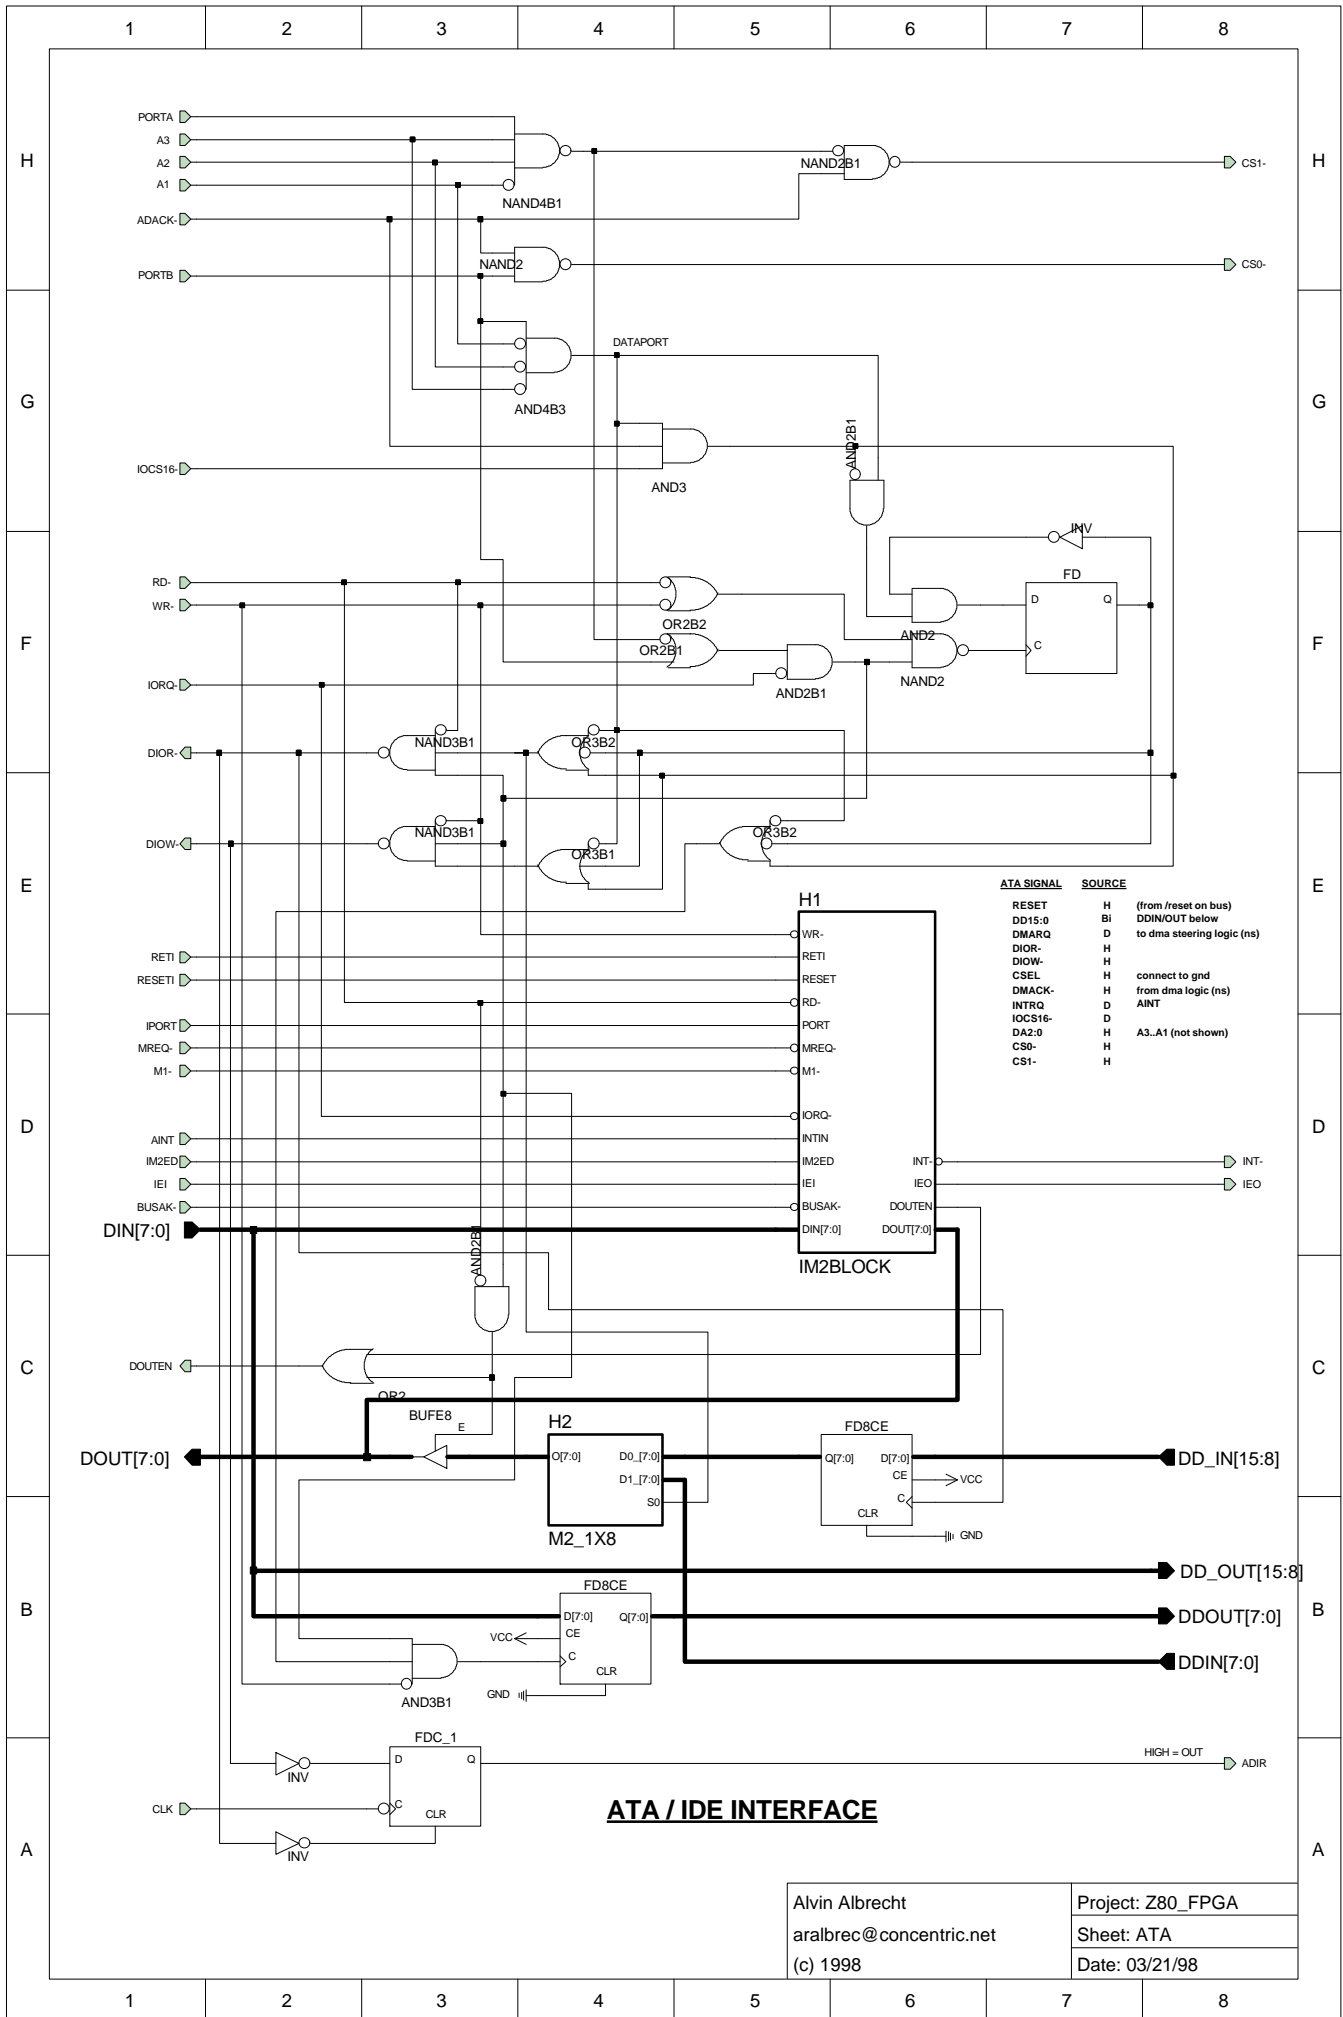 1 2 3 4 5 6 7 8
PORTA
A3
H H
A2
NAND2B1
CS1-
A1
NAND4B1
ADACK-
NAND2
CS0-
PORTB
DATAPORT
G G
AND4B3
AND2B1
IOCS16-
AND3
INV
RD-
FD
WR-
D Q
OR2B2
AND2
F F
OR2B1
C
IORQ-
AND2B1
NAND2
DIOR-
NAND3B1
OR3B2
DIOW-
NAND3B1
OR3B1
OR3B2
E E
ATA SIGNAL SOURCE
RESET H (from /reset on bus)
DD15:0 Bi DDIN/OUT below
DMARQ D to dma steering logic (ns)
DIOR- H
DIOW- H
CSEL H connect to gnd
DMACK- H from dma logic (ns)
INTRQ D AINT
IOCS16- D
DA2:0 H A3..A1 (not shown)
CS0- H
CS1- H
H1
WR-
RETI RETI
RESETI RESET
RD-
IPORT PORT
MREQ- MREQ-
M1- M1-
D D
IORQ-
AINT INTIN
IM2ED IM2ED INT- INT-
IEI IEI IEO IEO
BUSAK- BUSAK- DOUTEN
DIN[7:0] DIN[7:0] DOUT[7:0]
AND2B1
IM2BLOCK
C C
DOUTEN
OR2
BUFE8
E
H2
FD8CE
DOUT[7:0] O[7:0] D0_[7:0] Q[7:0] D[7:0] DD_IN[15:8]
D1_[7:0] CE VCC
S0 C
CLR
M2_1X8
GND
DD_OUT[15:8]
FD8CE
B B
D[7:0] Q[7:0] DDOUT[7:0]
VCC CE
C
CLR
DDIN[7:0]
AND3B1
GND
FDC_1
HIGH = OUT
D Q
ADIR
INV
CLK
C
CLR
ATA / IDE INTERFACE
INV
A A
Alvin Albrecht
Project: Z80_FPGA
aralbrec@concentric.net
Sheet: ATA
(c) 1998
Date: 03/21/98
1 2 3 4 5 6 7 8